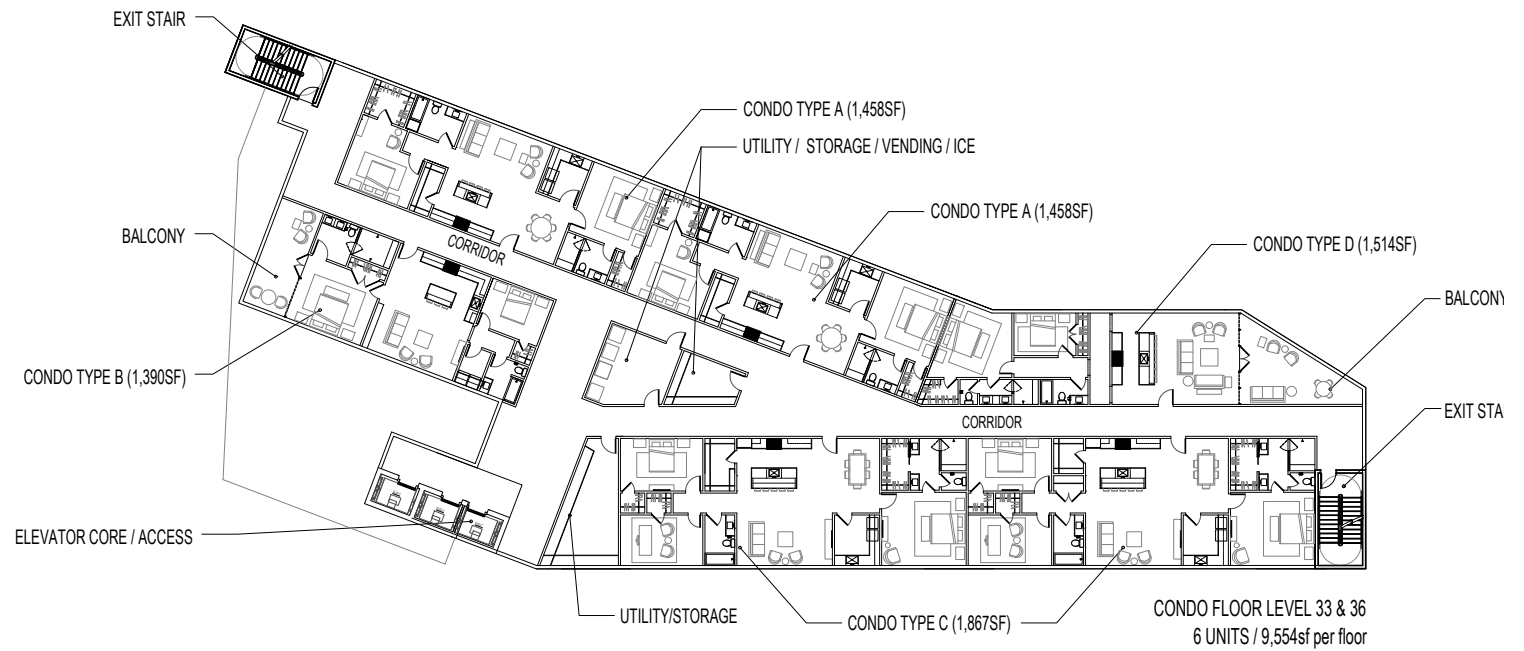 EXIT STAIR
CONDO TYPE A (1,458SF)
UTILITY / STORAGE / VENDING / ICE
CONDO TYPE A (1,458SF)
BALCONY
CORRIDOR
CONDO TYPE D (1,514SF)
BALCONY
CONDO TYPE B (1,390SF)
EXIT STA
CORRIDOR
ELEVATOR CORE / ACCESS
UTILITY/STORAGE
CONDO TYPE C (1,867SF)
CONDO FLOOR LEVEL 33 & 36
6 UNITS / 9,554sf per floor